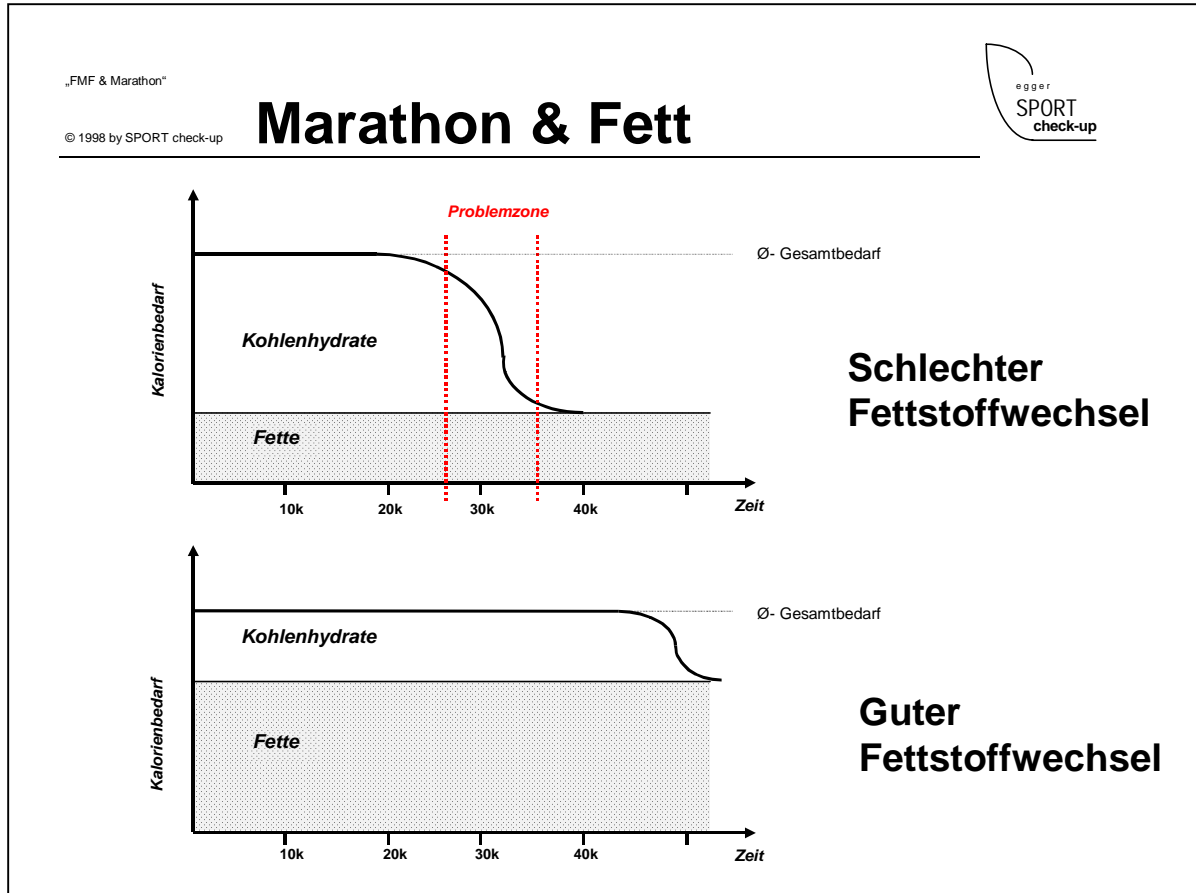 „FMF & Marathon“
© 1998 by SPORT check-up
Marathon & Fett
egger
SPORT
check-up
Problemzone
Ø- Gesamtbedarf
Kalorienbedarf
Kohlenhydrate
Schlechter
Fettstoffwechsel
Fette
10k 20k 30k 40k Zeit
Ø- Gesamtbedarf
Kohlenhydrate
Kalorienbedarf
Guter
Fettstoffwechsel
Fette
10k 20k 30k 40k Zeit